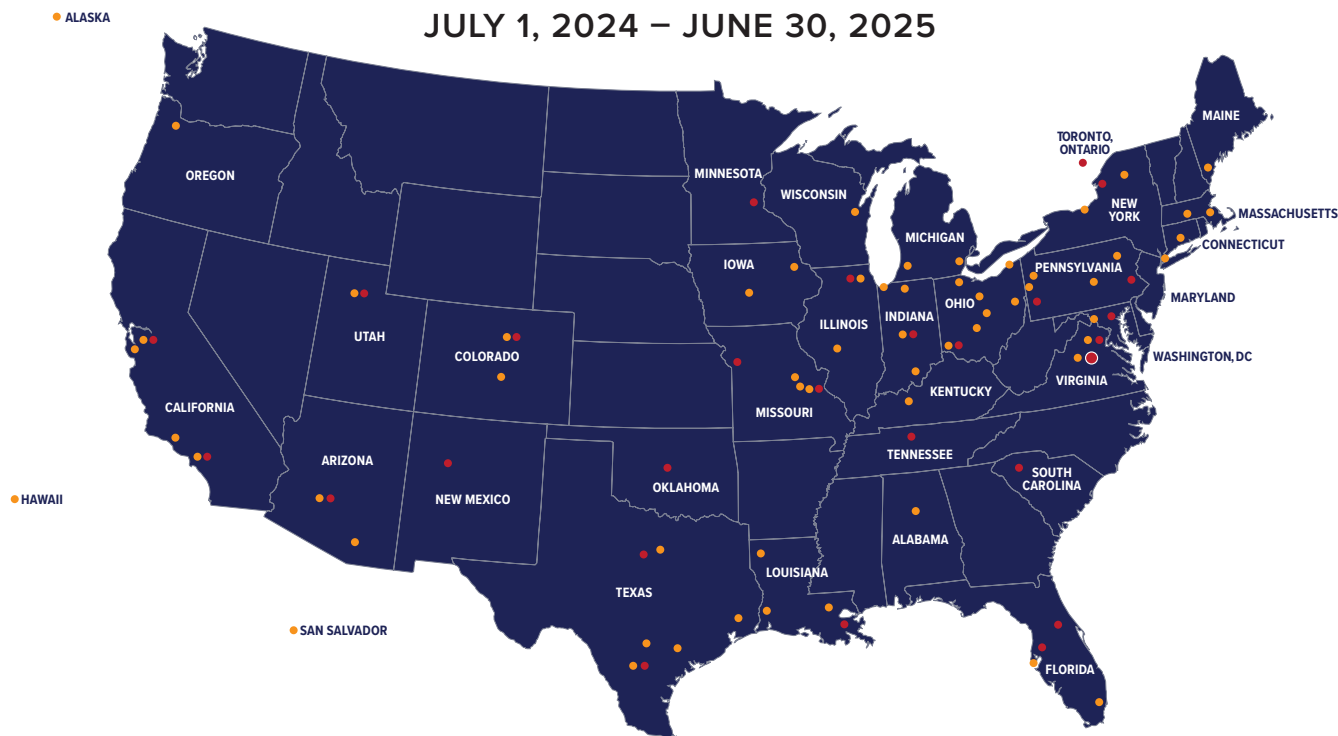 ALASKA
JULY 1, 2024 – JUNE 30, 2025
MAINE
TORONTO,
ONTARIO
OREGON
MINNESOTA
WISCONSIN
NEW
YORK
MASSACHUSETTS
MICHIGAN
CONNECTICUT
IOWA
PENNSYLVANIA
MARYLAND
OHIO
INDIANA
ILLINOIS
UTAH
COLORADO
WASHINGTON, DC
VIRGINIA
KENTUCKY
CALIFORNIA
MISSOURI
TENNESSEE
ARIZONA
SOUTH
CAROLINA
OKLAHOMA
NEW MEXICO
HAWAII
ALABAMA
LOUISIANA
TEXAS
SAN SALVADOR
FLORIDA